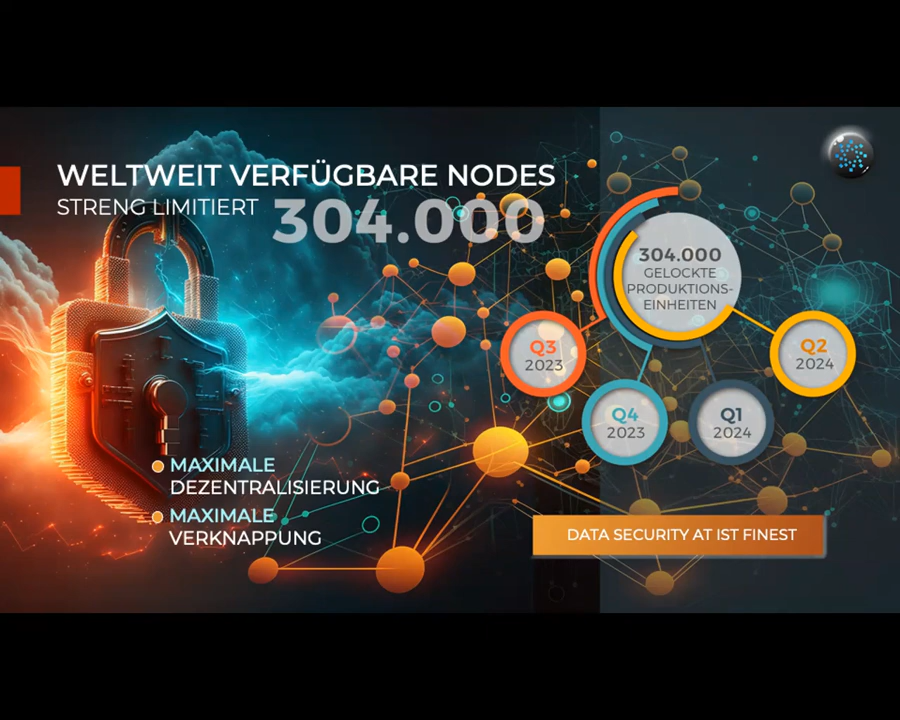 WELTWEIT VERFÜGBARE NODES
STRENG LIMITIERT 304.000
304.000
GELOCKTE
PRODUKTIONS-
EINHEITEN
Q3
2023
Q2
2024
Q4
2023
Q1
2024
MAXIMALE
DEZENTRALISIERUNG
MAXIMALE
VERKNAPPUNG
DATA SECURITY AT IST FINEST